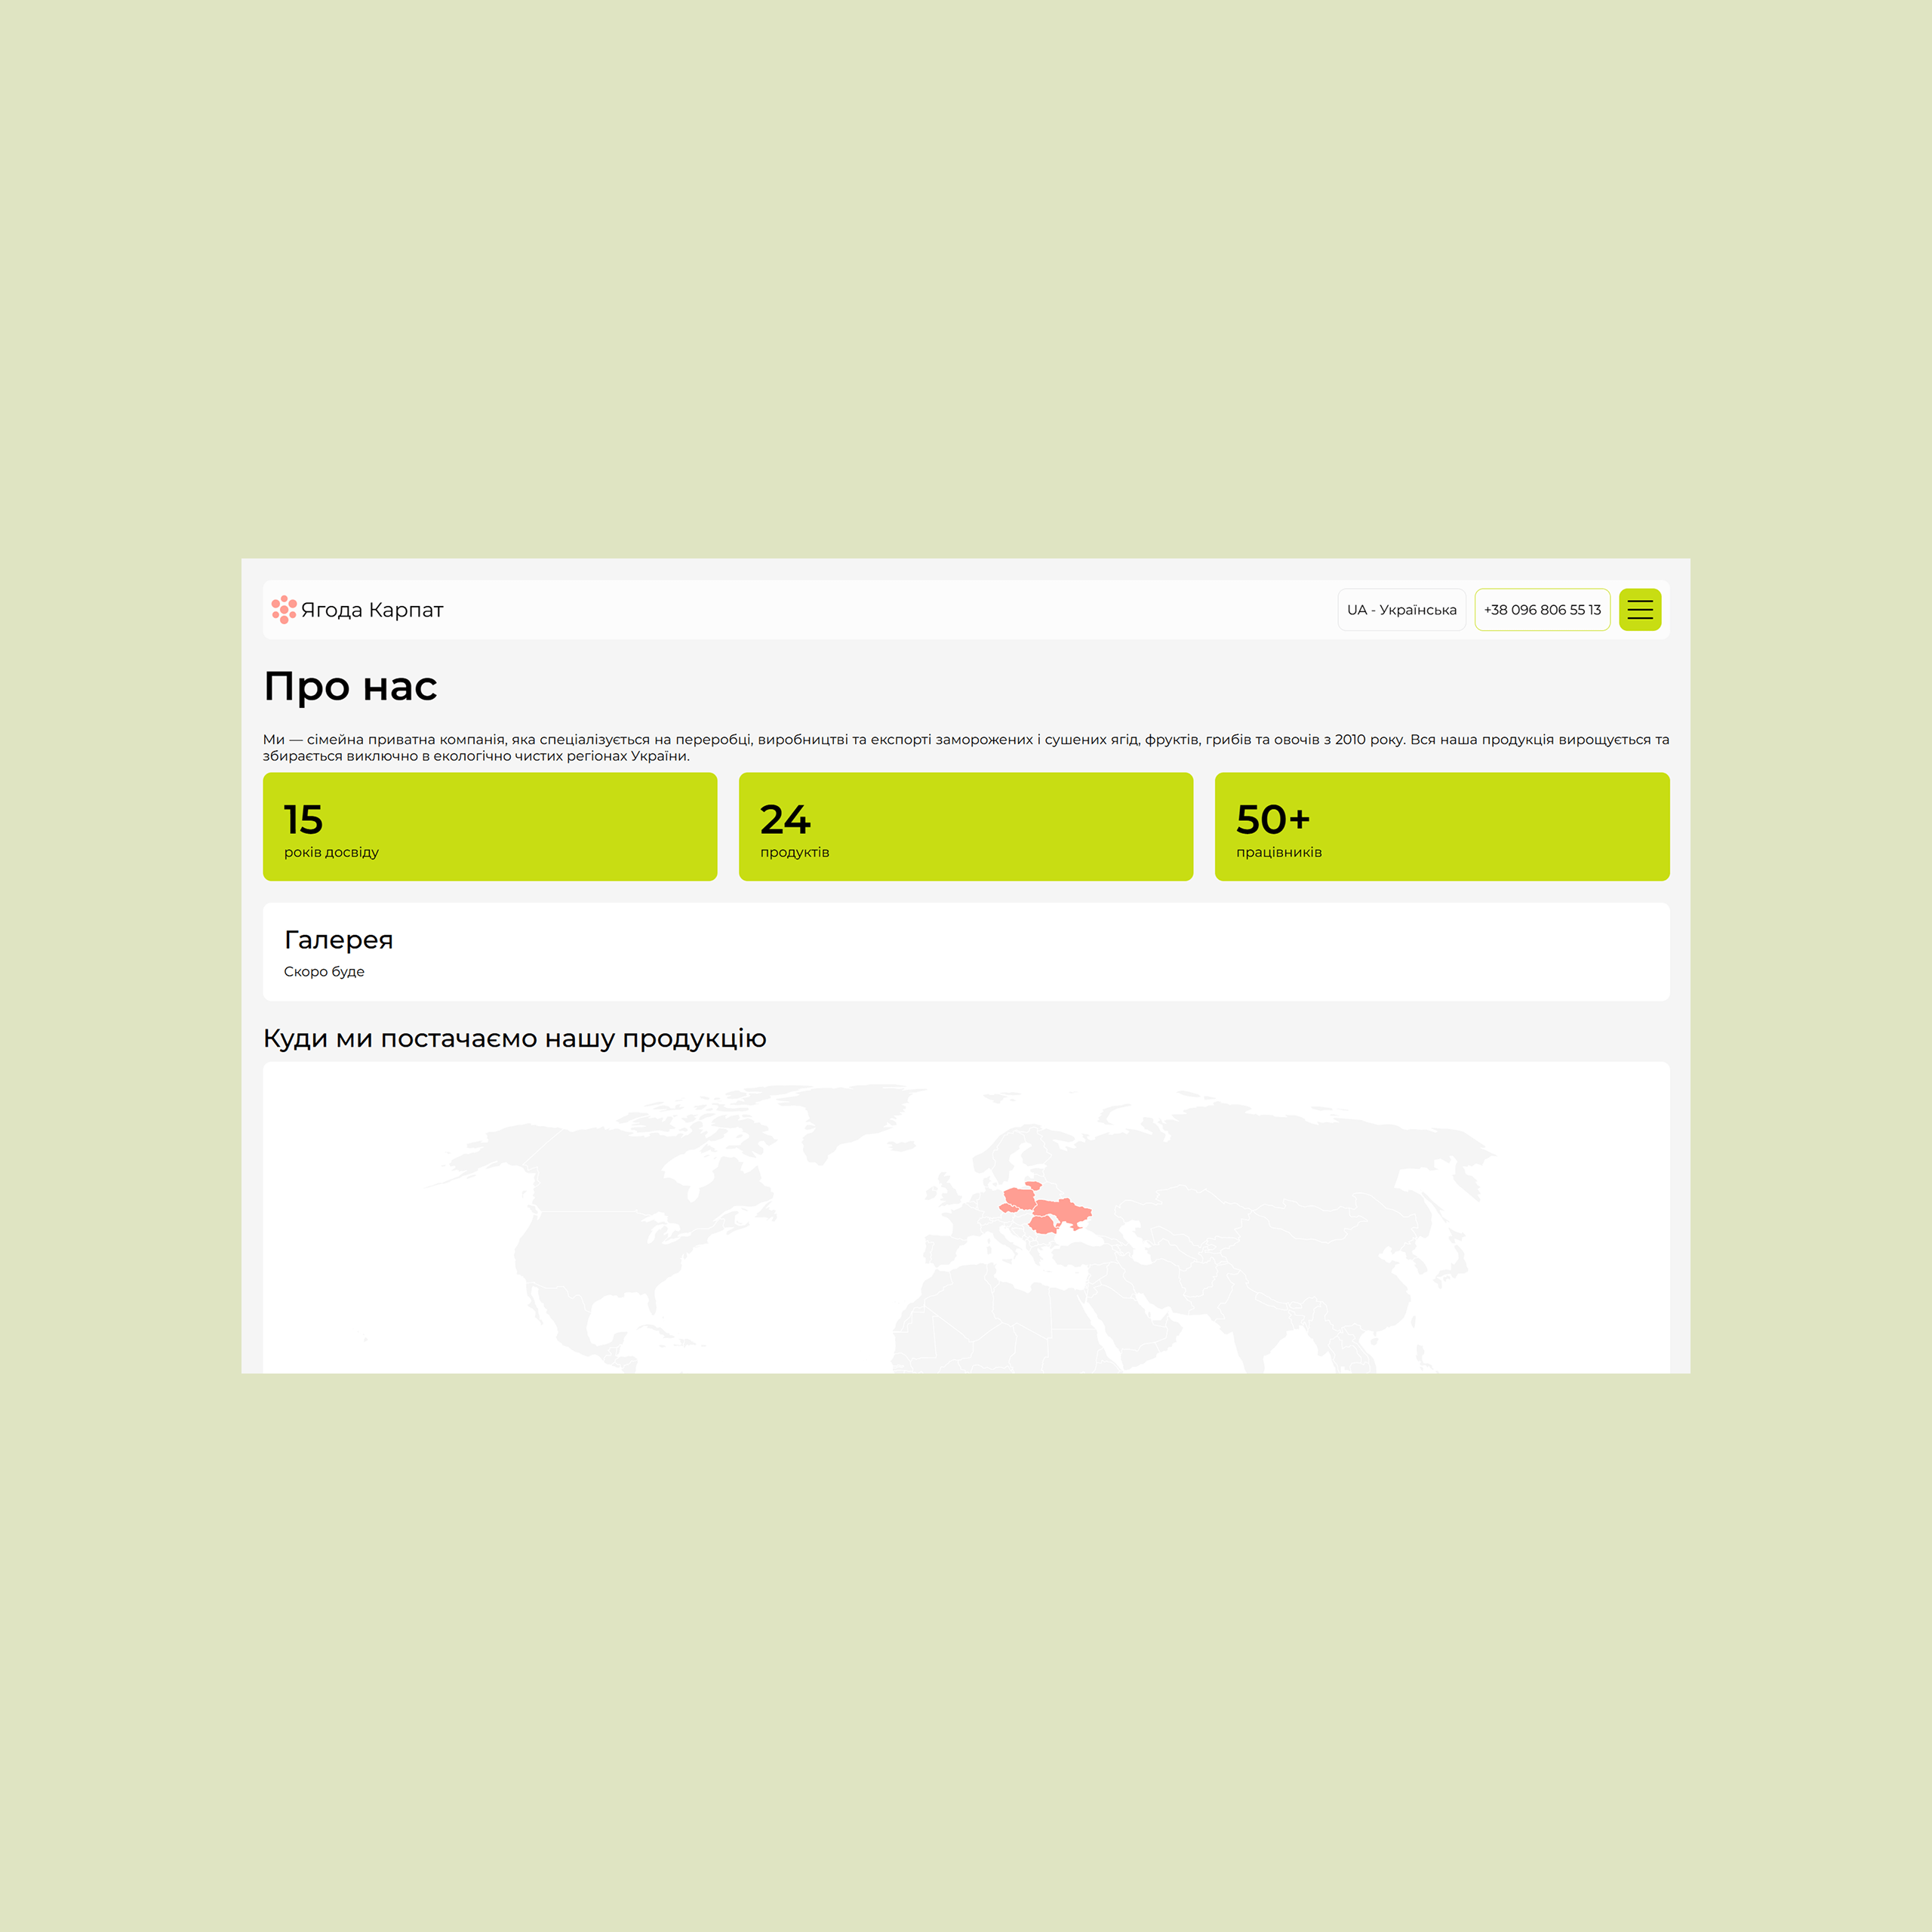 Ягода Карпат
UA - Українська
+38 096 806 55 13
Про нас
Ми — сімейна приватна компанія, яка спеціалізується на переробці, виробництві та експорті заморожених і сушених ягід, фруктів, грибів та овочів з 2010 року. Вся наша продукція вирощується та
збирається виключно в екологічно чистих регіонах України.
15
років досвіду
24
продуктів
50+
працівників
Галерея
Скоро буде
Куди ми постачаємо нашу продукцію